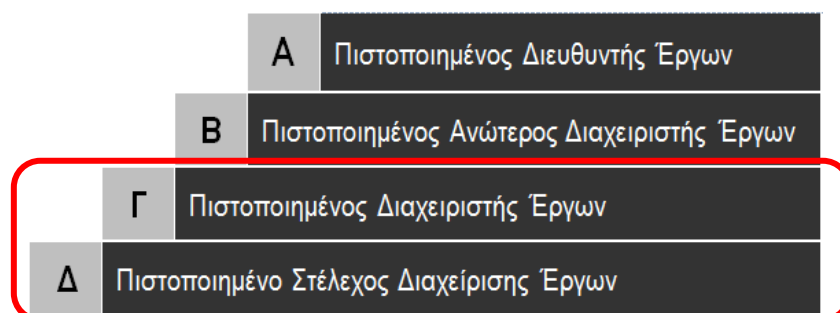 Α Πιστοποιημένος Διευθυντής Έργων
Β Πιστοποιημένος Ανώτερος Διαχειριστής Έργων
Γ Πιστοποιημένος Διαχειριστής Έργων
Δ Πιστοποιημένο Στέλεχος Διαχείρισης Έργων